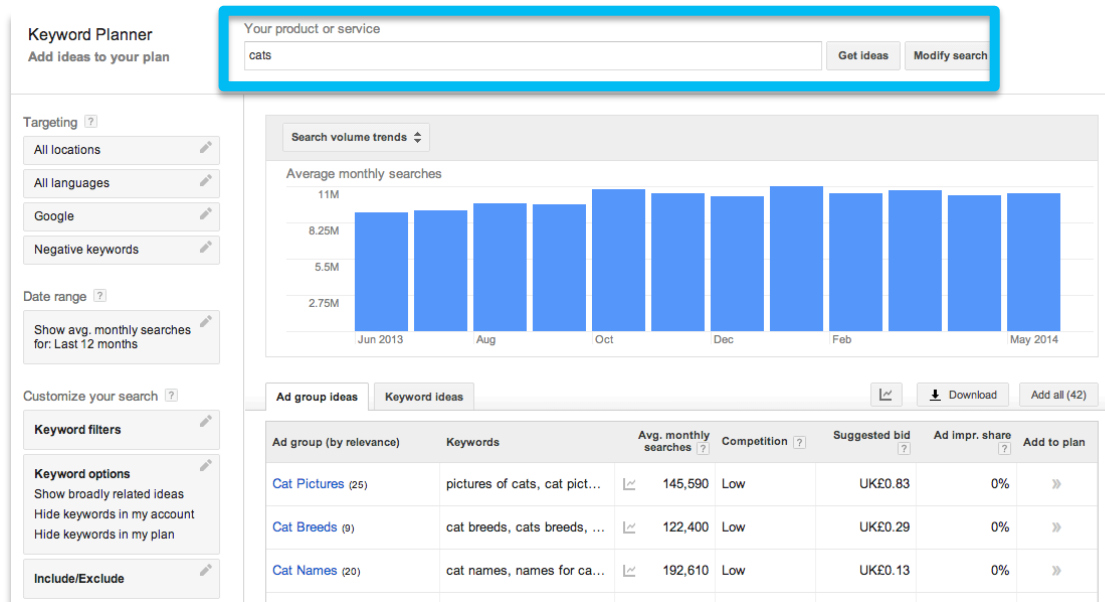 Keyword Planner
Add ideas to your plan
Your product or service
cats
Get ideas
Modify search
Targeting ?
All locations
All languages
Google
Negative keywords
Date range ?
Show avg. monthly searches
for: Last 12 months
Customize your search ?
Keyword filters
Keyword options
Show broadly related ideas
Hide keywords in my account
Hide keywords in my plan
Include/Exclude
Search volume trends
Average monthly searches
11M
8.25M
5.5M
2.75M
Jun 2013 Aug Oct Dec Feb May 2014
Ad group ideas Keyword ideas Download Add all (42)
Ad group (by relevance) Keywords Avg. monthly searches ? Competition ? Suggested bid ? Ad impr. share ? Add to plan
Cat Pictures (25) pictures of cats, cat pict... 145,590 Low UK£0.83 0% »
Cat Breeds (9) cat breeds, cats breeds, ... 122,400 Low UK£0.29 0% »
Cat Names (20) cat names, names for ca... 192,610 Low UK£0.13 0% »